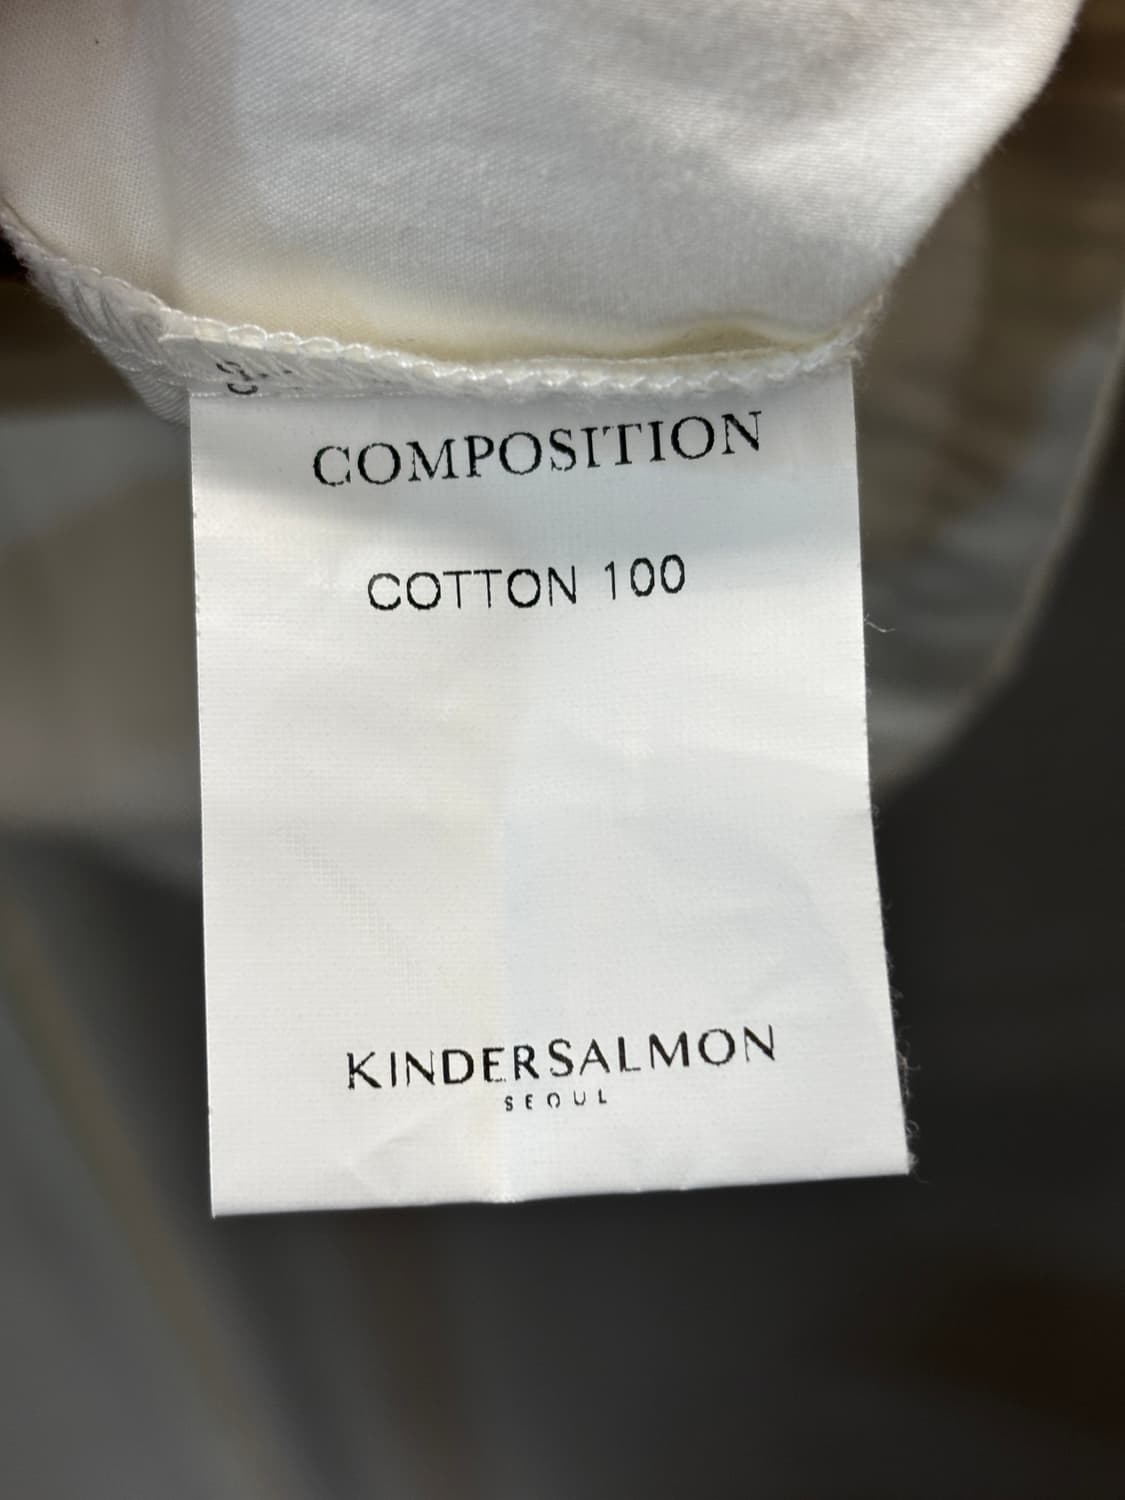 COMPOSITION
COTTON 100
KINDERSALMON
SEOUL